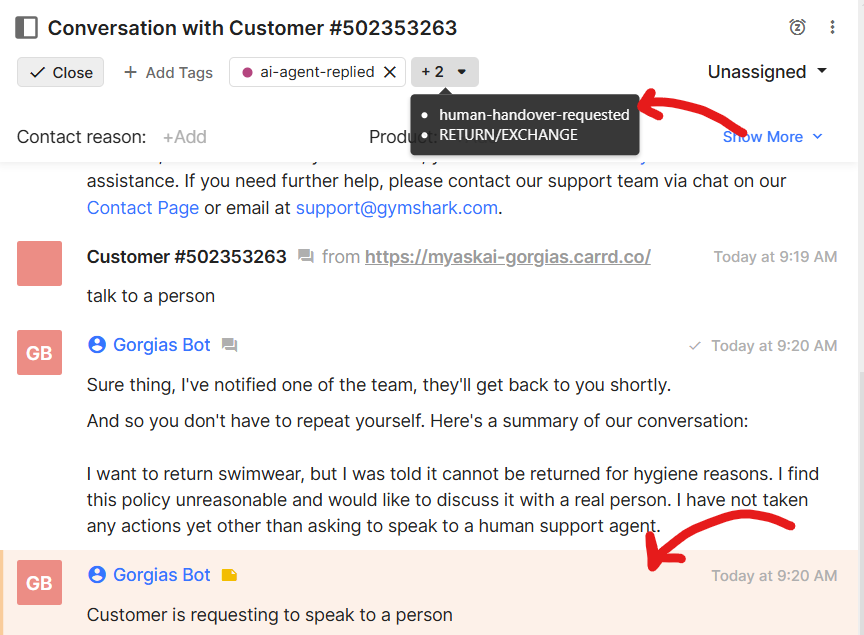 Conversation with Customer #502353263
Close + Add Tags ai-agent-replied + 2 Unassigned
human-handover-requested
RETURN/EXCHANGE
Contact reason: +Add Product: Show More
assistance. If you need further help, please contact our support team via chat on our
Contact Page or email at support@gymshark.com.
Customer #502353263 from https://myaskai-gorgias.carrd.co/ Today at 9:19 AM
talk to a person
GB Gorgias Bot Today at 9:20 AM
Sure thing, I've notified one of the team, they'll get back to you shortly.
And so you don't have to repeat yourself. Here's a summary of our conversation:
I want to return swimwear, but I was told it cannot be returned for hygiene reasons. I find
this policy unreasonable and would like to discuss it with a real person. I have not taken
any actions yet other than asking to speak to a human support agent.
GB Gorgias Bot Today at 9:20 AM
Customer is requesting to speak to a person